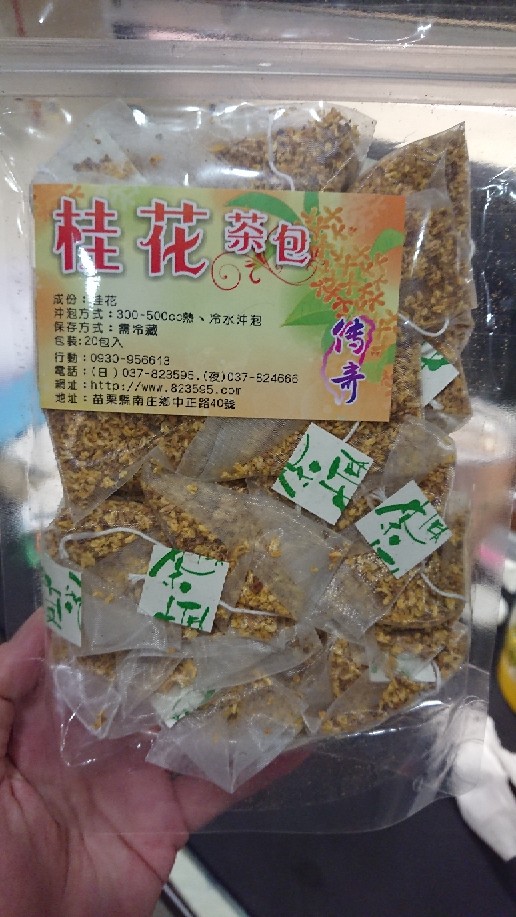 桂花茶包
成份：桂花
沖泡方式：300-500cc熱、冷水沖泡
保存方式：需冷藏
包裝：20包入
傳奇
行動：0930-956643
電話：(日)037-823595.(夜)037-824666
網址：http://www.823595.com
地址：苗栗縣南庄鄉中正路40號